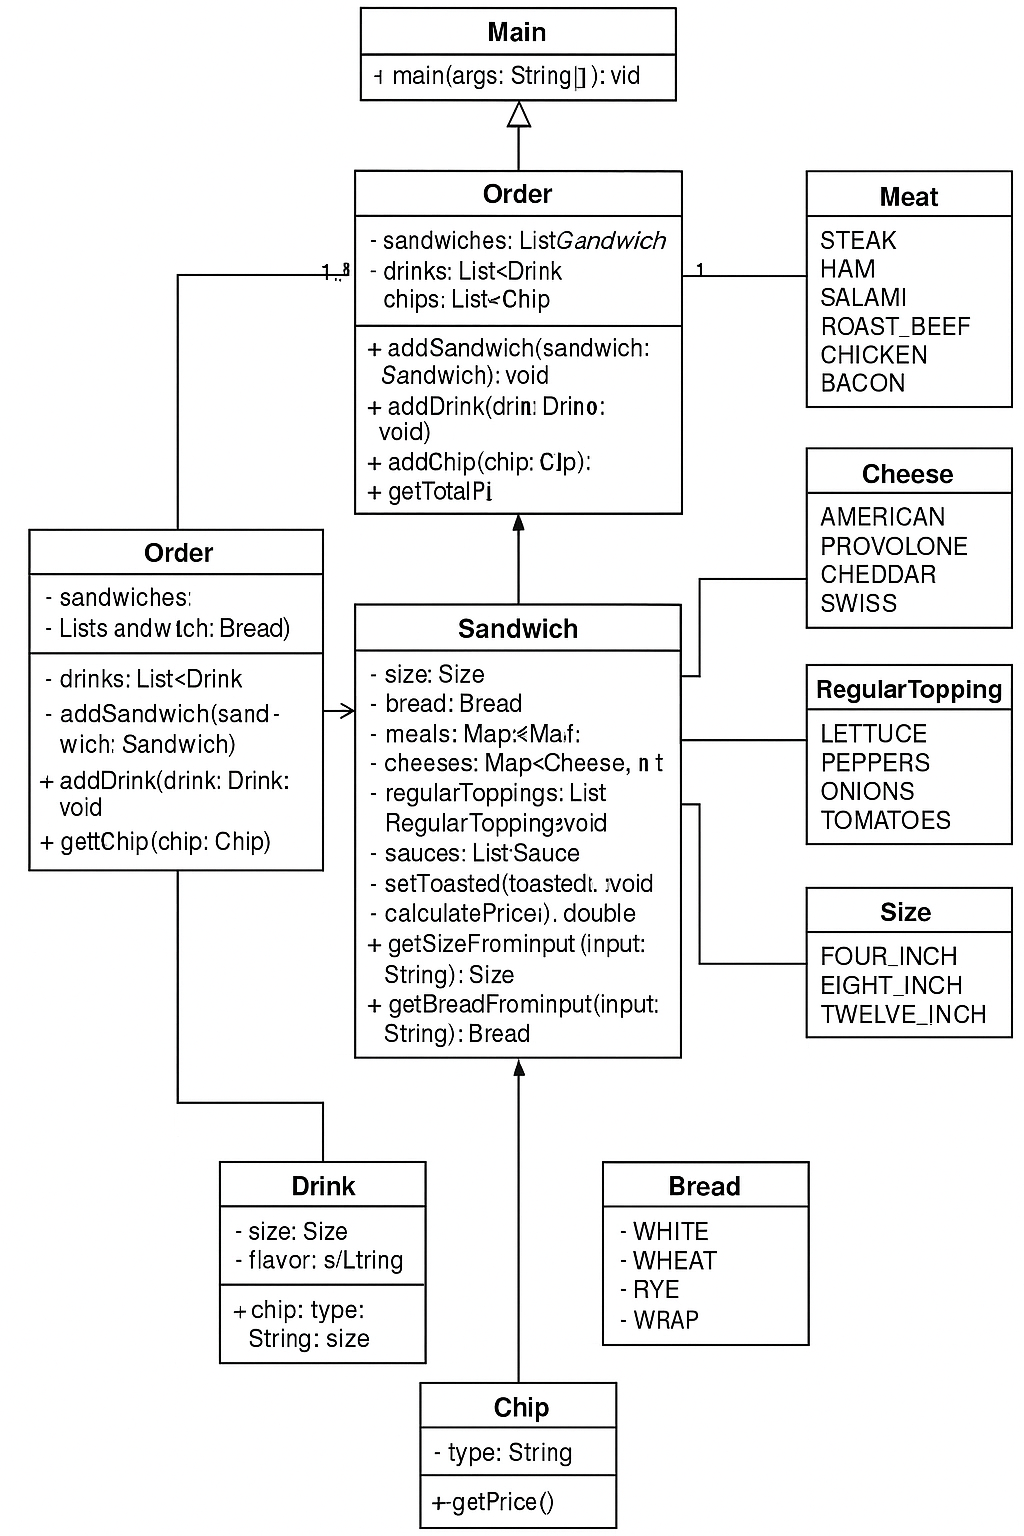 Main
+ main(args: String[]): vid
Order
- sandwiches: ListGandwich
- drinks: List<Drink
chips: List<Chip
+ addSandwich(sandwich:
Sandwich): void
+ addDrink(drin: Drino:
void)
+ addChip(chip: Clp):
+ getTotalPi
1..8
1
Meat
STEAK
HAM
SALAMI
ROAST_BEEF
CHICKEN
BACON
Cheese
AMERICAN
PROVOLONE
CHEDDAR
SWISS
Order
- sandwiches:
- Lists andwich: Bread)
- drinks: List<Drink
- addSandwich(sand-
wich: Sandwich)
+ addDrink(drink: Drink:
void
+ gettChip(chip: Chip)
Sandwich
- size: Size
- bread: Bread
- meals: Map:<Maf:
- cheeses: Map<Cheese, n t
- regularToppings: List
RegularTopping:void
- sauces: List·Sauce
- setToasted(toastedt. :void
- calculatePrice). double
+ getSizeFrominput (input:
String): Size
+ getBreadFrominput(input:
String): Bread
RegularTopping
LETTUCE
PEPPERS
ONIONS
TOMATOES
Size
FOUR_INCH
EIGHT_INCH
TWELVE_INCH
Drink
- size: Size
- flavor: s/Ltring
+ chip: type:
String: size
Bread
- WHITE
- WHEAT
- RYE
- WRAP
Chip
- type: String
+-getPrice()